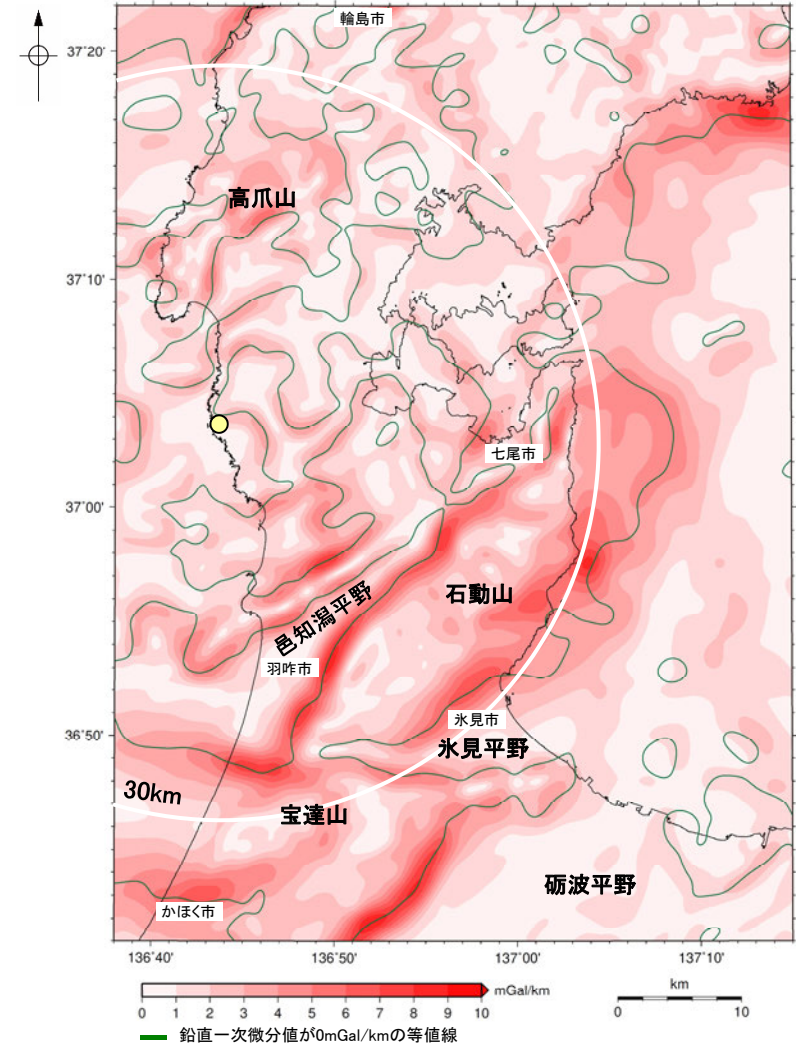 輪島市
37°20'
高爪山
37°10'
七尾市
37°00'
石動山
邑知潟平野
羽咋市
氷見市
36°50'
氷見平野
30km
宝達山
砺波平野
かほく市
136°40'
136°50'
137°00'
137°10'
mGal/km
0 1 2 3 4 5 6 7 8 9 10
km
0 10
鉛直一次微分値が0mGal/kmの等値線